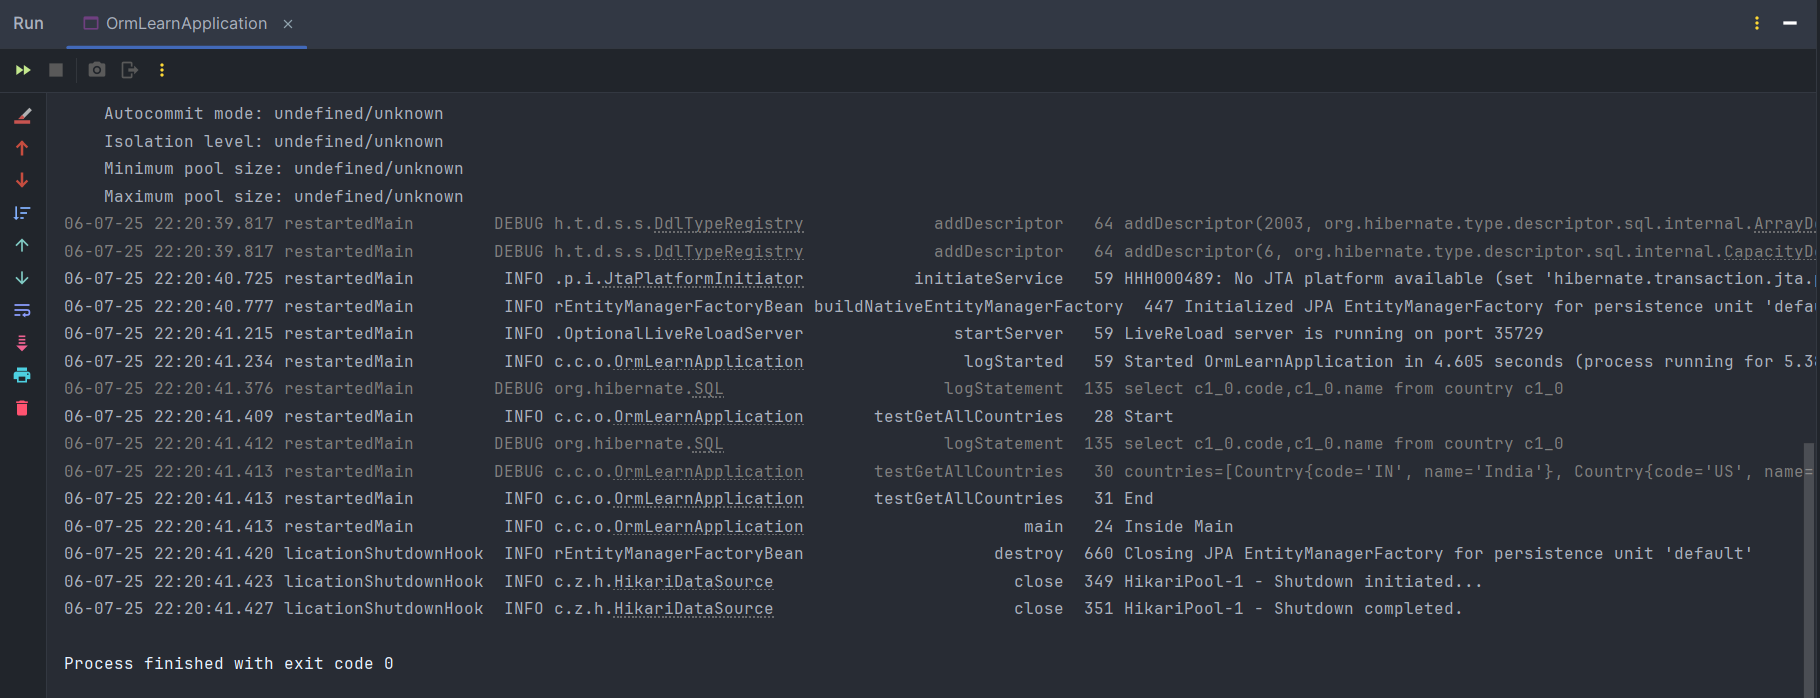 Run OrmLearnApplication
Autocommit mode: undefined/unknown
Isolation level: undefined/unknown
Minimum pool size: undefined/unknown
Maximum pool size: undefined/unknown
06-07-25 22:20:39.817 restartedMain DEBUG h.t.d.s.s.DdlTypeRegistry addDescriptor 64 addDescriptor(2003, org.hibernate.type.descriptor.sql.internal.ArrayD
06-07-25 22:20:39.817 restartedMain DEBUG h.t.d.s.s.DdlTypeRegistry addDescriptor 64 addDescriptor(6, org.hibernate.type.descriptor.sql.internal.CapacityD
06-07-25 22:20:40.725 restartedMain INFO .p.i.JtaPlatformInitiator initiateService 59 HHH000489: No JTA platform available (set 'hibernate.transaction.jta.
06-07-25 22:20:40.777 restartedMain INFO rEntityManagerFactoryBean buildNativeEntityManagerFactory 447 Initialized JPA EntityManagerFactory for persistence unit 'defau
06-07-25 22:20:41.215 restartedMain INFO .OptionalLiveReloadServer startServer 59 LiveReload server is running on port 35729
06-07-25 22:20:41.234 restartedMain INFO c.c.o.OrmLearnApplication logStarted 59 Started OrmLearnApplication in 4.605 seconds (process running for 5.38
06-07-25 22:20:41.376 restartedMain DEBUG org.hibernate.SQL logStatement 135 select c1_0.code,c1_0.name from country c1_0
06-07-25 22:20:41.409 restartedMain INFO c.c.o.OrmLearnApplication testGetAllCountries 28 Start
06-07-25 22:20:41.412 restartedMain DEBUG org.hibernate.SQL logStatement 135 select c1_0.code,c1_0.name from country c1_0
06-07-25 22:20:41.413 restartedMain DEBUG c.c.o.OrmLearnApplication testGetAllCountries 30 countries=[Country{code='IN', name='India'}, Country{code='US', name=
06-07-25 22:20:41.413 restartedMain INFO c.c.o.OrmLearnApplication testGetAllCountries 31 End
06-07-25 22:20:41.413 restartedMain INFO c.c.o.OrmLearnApplication main 24 Inside Main
06-07-25 22:20:41.420 licationShutdownHook INFO rEntityManagerFactoryBean destroy 660 Closing JPA EntityManagerFactory for persistence unit 'default'
06-07-25 22:20:41.423 licationShutdownHook INFO c.z.h.HikariDataSource close 349 HikariPool-1 - Shutdown initiated...
06-07-25 22:20:41.427 licationShutdownHook INFO c.z.h.HikariDataSource close 351 HikariPool-1 - Shutdown completed.
Process finished with exit code 0